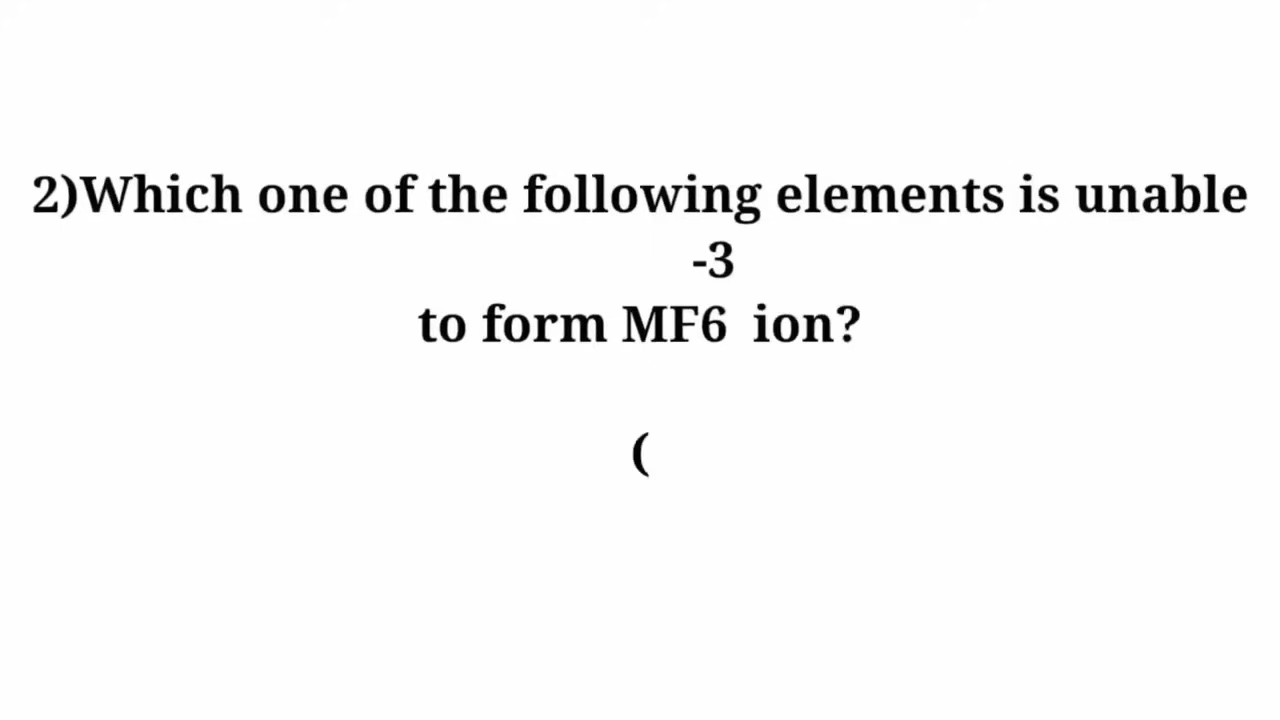 2)Which one of the following elements is unable
-3
to form MF6 ion?
(